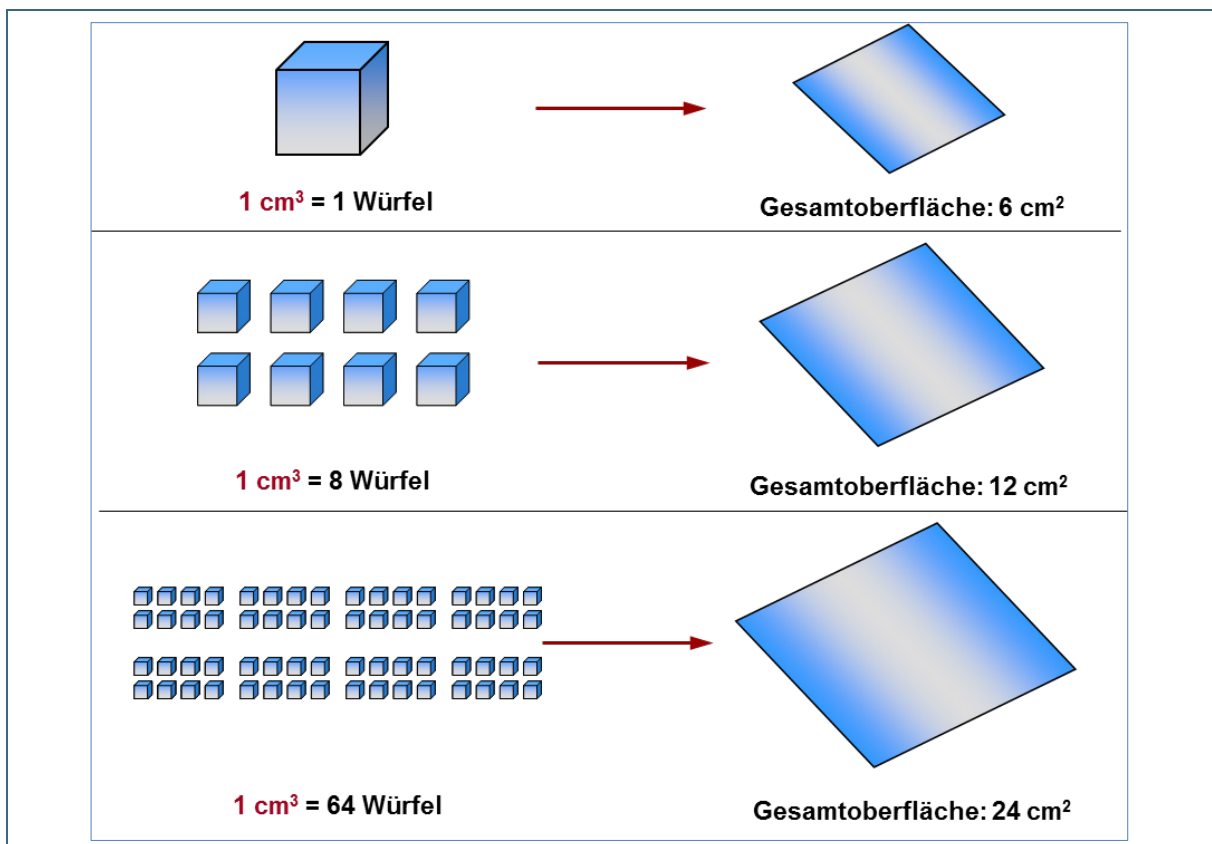 1 cm³ = 1 Würfel
Gesamtoberfläche: 6 cm²
1 cm³ = 8 Würfel
Gesamtoberfläche: 12 cm²
1 cm³ = 64 Würfel
Gesamtoberfläche: 24 cm²